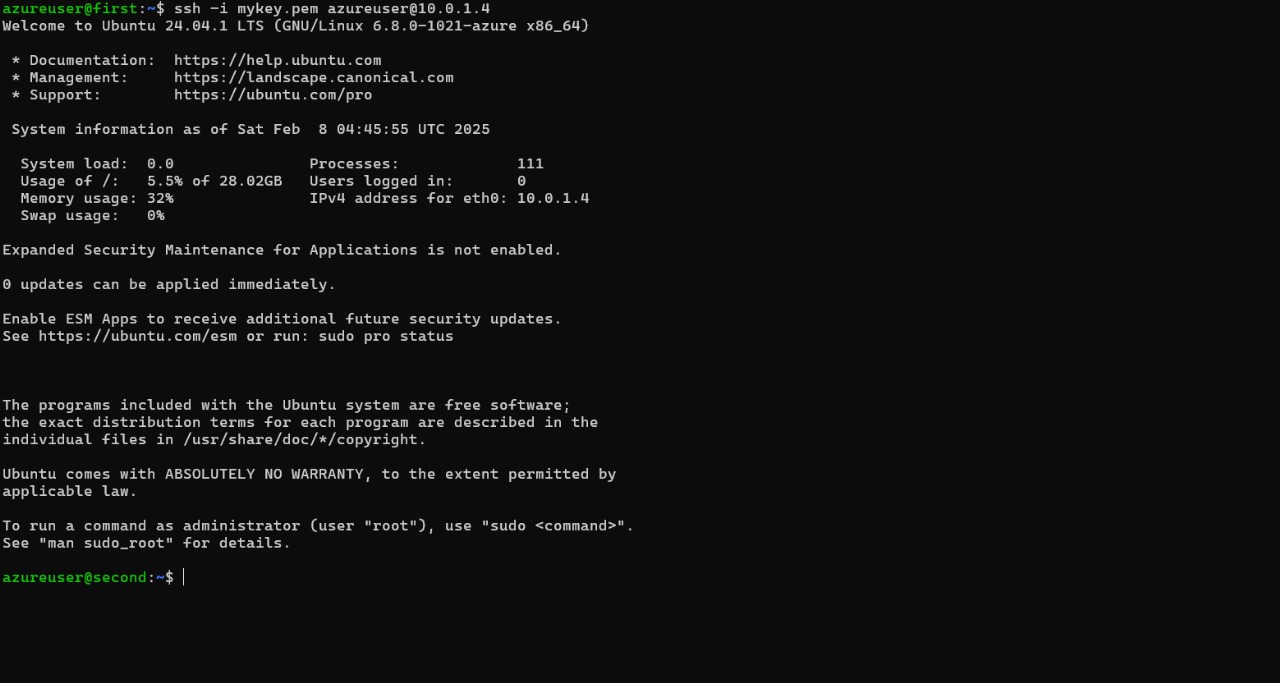 azureuser@first:~$ ssh -i mykey.pem azureuser@10.0.1.4
Welcome to Ubuntu 24.04.1 LTS (GNU/Linux 6.8.0-1021-azure x86_64)

 * Documentation:  https://help.ubuntu.com
 * Management:     https://landscape.canonical.com
 * Support:        https://ubuntu.com/pro

 System information as of Sat Feb  8 04:45:55 UTC 2025

  System load:  0.0               Processes:             111
  Usage of /:   5.5% of 28.02GB   Users logged in:       0
  Memory usage: 32%               IPv4 address for eth0: 10.0.1.4
  Swap usage:   0%

Expanded Security Maintenance for Applications is not enabled.

0 updates can be applied immediately.

Enable ESM Apps to receive additional future security updates.
See https://ubuntu.com/esm or run: sudo pro status

The programs included with the Ubuntu system are free software;
the exact distribution terms for each program are described in the
individual files in /usr/share/doc/*/copyright.

Ubuntu comes with ABSOLUTELY NO WARRANTY, to the extent permitted by
applicable law.

To run a command as administrator (user "root"), use "sudo <command>".
See "man sudo_root" for details.

azureuser@second:~$